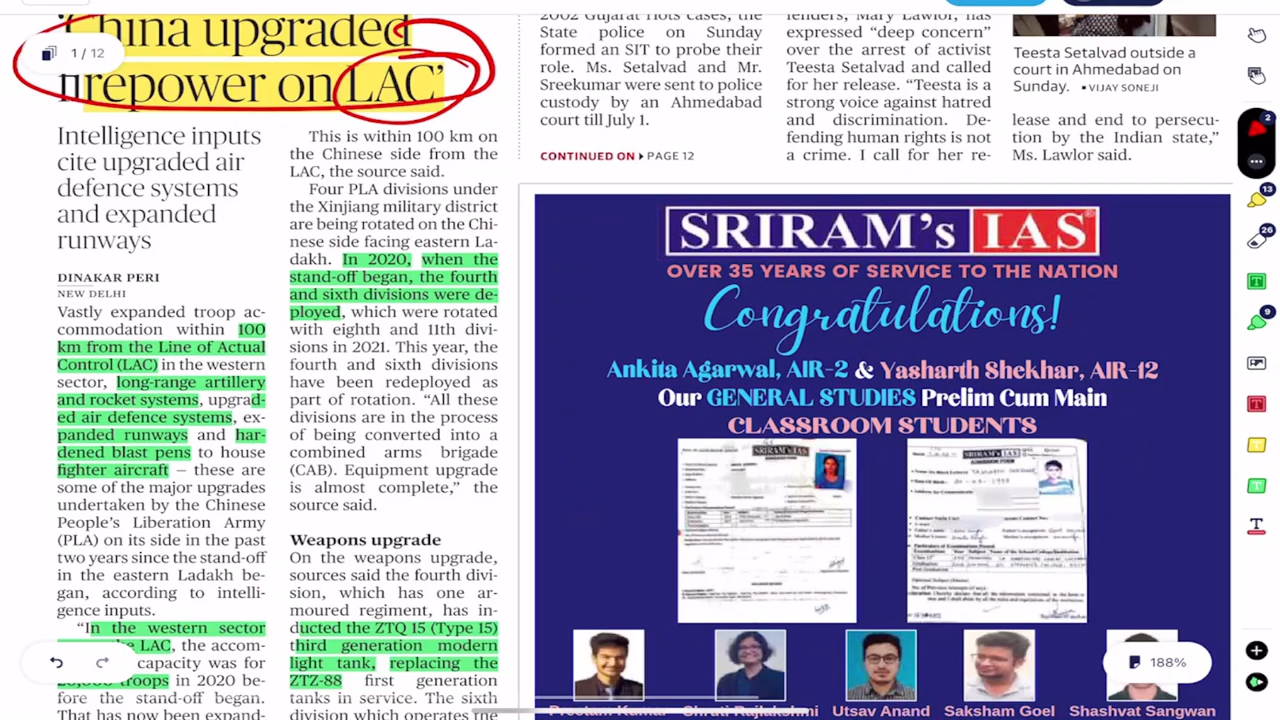 'China upgraded
firepower on LAC'
1 / 12
Intelligence inputs
cite upgraded air
defence systems
and expanded
runways
DINAKAR PERI
NEW DELHI
Vastly expanded troop ac-
commodation within 100
km from the Line of Actual
Control (LAC) in the western
sector, long-range artillery
and rocket systems, upgrad-
ed air defence systems, ex-
panded runways and har-
dened blast pens to house
fighter aircraft – these are
some of the major upgrades
undertaken by the Chinese
People's Liberation Army
(PLA) on its side in the past
two years since the stand-off
in the eastern Ladakh be-
gan, according to intelli-
gence inputs.
"In the western sector
LAC, the accom-
capacity was for
20,000 troops in 2020 be-
fore the stand-off began.
That has now been expand-
This is within 100 km on
the Chinese side from the
LAC, the source said.
Four PLA divisions under
the Xinjiang military district
are being rotated on the Chi-
nese side facing eastern La-
dakh. In 2020, when the
stand-off began, the fourth
and sixth divisions were de-
ployed, which were rotated
with eighth and 11th divi-
sions in 2021. This year, the
fourth and sixth divisions
have been redeployed as
part of rotation. "All these
divisions are in the process
of being converted into a
combined arms brigade
(CAB). Equipment upgrade
is almost complete," the
source said.
Weapons upgrade
In the weapons upgrade,
sources said the fourth divi-
sion, which has one ar-
moured regiment, has in-
ducted the ZTQ 15 (Type 15)
third generation modern
light tank, replacing the
ZTZ-88 first generation
tanks in service. The sixth
division which operates the
2002 Gujarat riots cases, the
State police on Sunday
formed an SIT to probe their
role. Ms. Setalvad and Mr.
Sreekumar were sent to police
custody by an Ahmedabad
court till July 1.
CONTINUED ON PAGE 12
fenders, Mary Lawlor, has
expressed "deep concern"
over the arrest of activist
Teesta Setalvad and called
for her release. "Teesta is a
strong voice against hatred
and discrimination. De-
fending human rights is not
a crime. I call for her re-
Teesta Setalvad outside a
court in Ahmedabad on
Sunday. ▪ VIJAY SONEJI
lease and end to persecu-
tion by the Indian state,"
Ms. Lawlor said.
SRIRAM's IAS
OVER 35 YEARS OF SERVICE TO THE NATION
Congratulations!
Ankita Agarwal, AIR-2 & Yasharth Shekhar, AIR-12
Our GENERAL STUDIES Prelim Cum Main
CLASSROOM STUDENTS
SRIRAM's IAS
SRIRAM's IAS
Preetam Kumar
Shruti Rajlakshmi
Utsav Anand
Saksham Goel
Shashvat Sangwan
188%
2
13
26
9